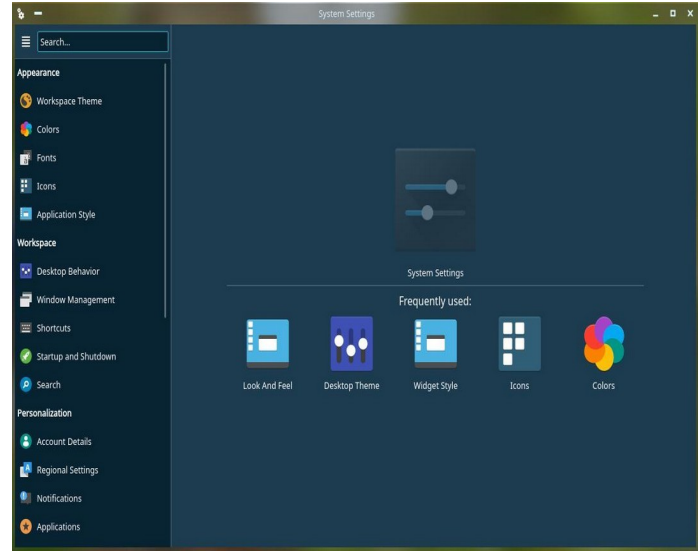 System Settings
Search...
Appearance
Workspace Theme
Colors
Fonts
Icons
Application Style
Workspace
Desktop Behavior
Window Management
Shortcuts
Startup and Shutdown
Search
Personalization
Account Details
Regional Settings
Notifications
Applications
System Settings
Frequently used:
Look And Feel
Desktop Theme
Widget Style
Icons
Colors